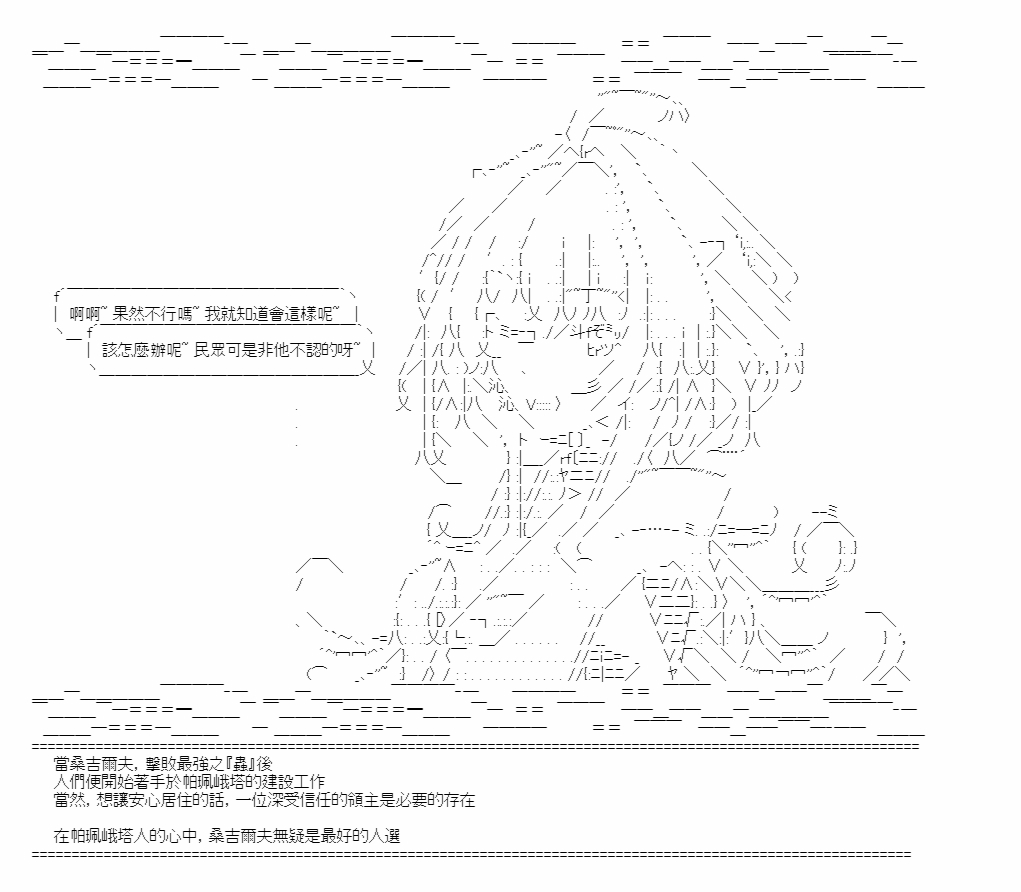 啊啊~ 果然不行嗎~ 我就知道會這樣呢~
該怎麼辦呢~ 民眾可是非他不認的呀~
當桑吉爾夫, 擊敗最強之『蟲』後
人們便開始著手於帕珮峨塔的建設工作
當然, 想讓安心居住的話, 一位深受信任的領主是必要的存在
在帕珮峨塔人的心中, 桑吉爾夫無疑是最好的人選